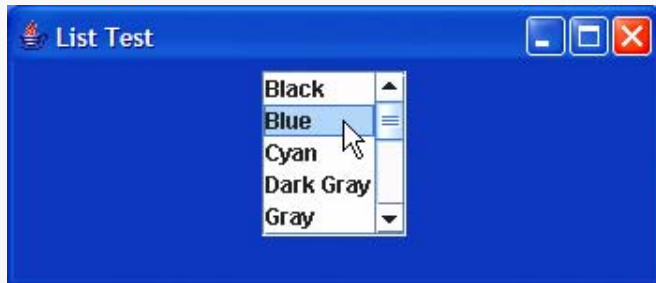 List Test
Black
Blue
Cyan
Dark Gray
Gray